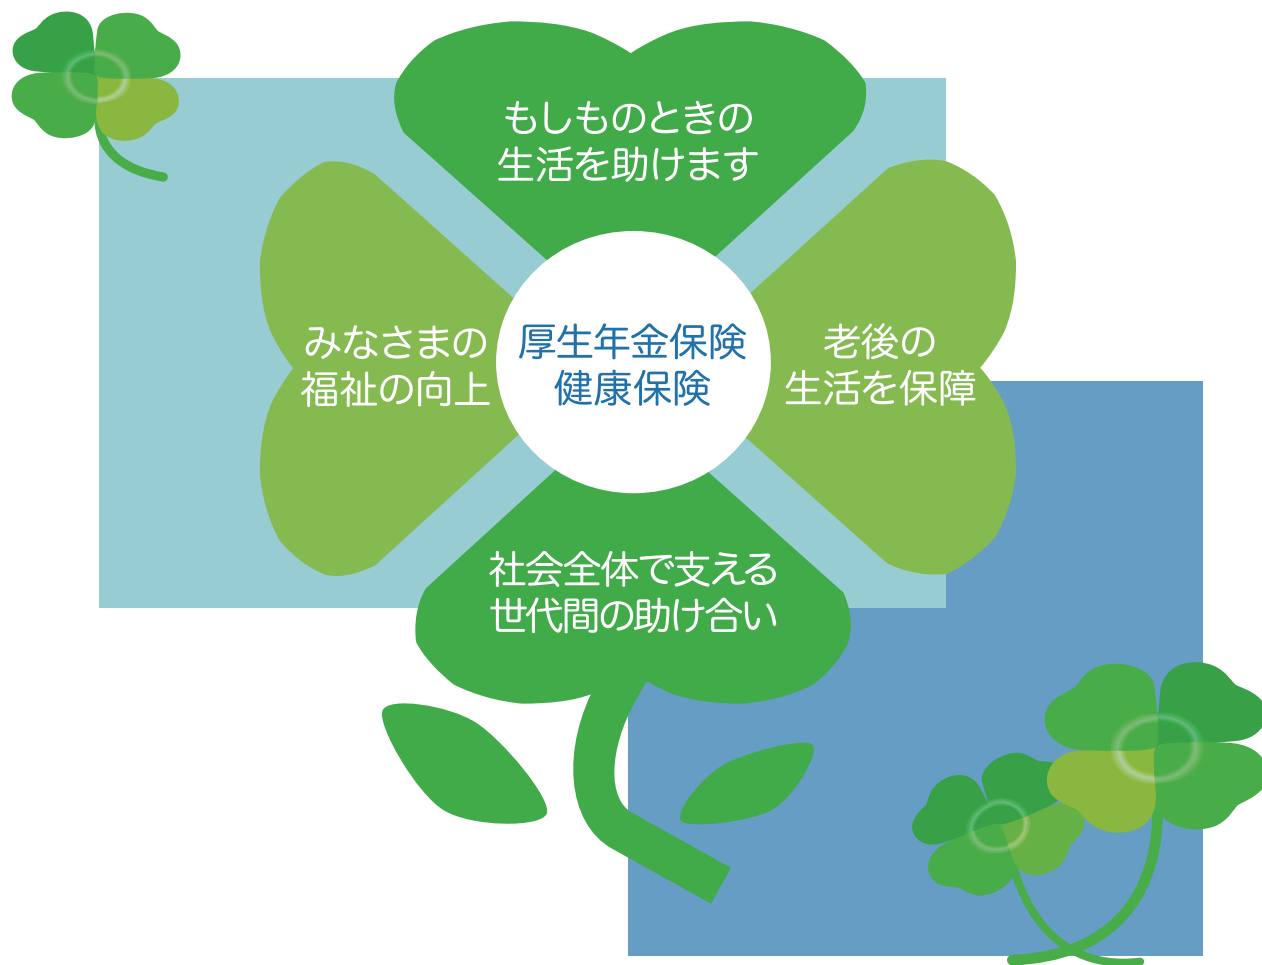 もしものときの
生活を助けます
みなさまの
福祉の向上
厚生年金保険
健康保険
老後の
生活を保障
社会全体で支える
世代間の助け合い